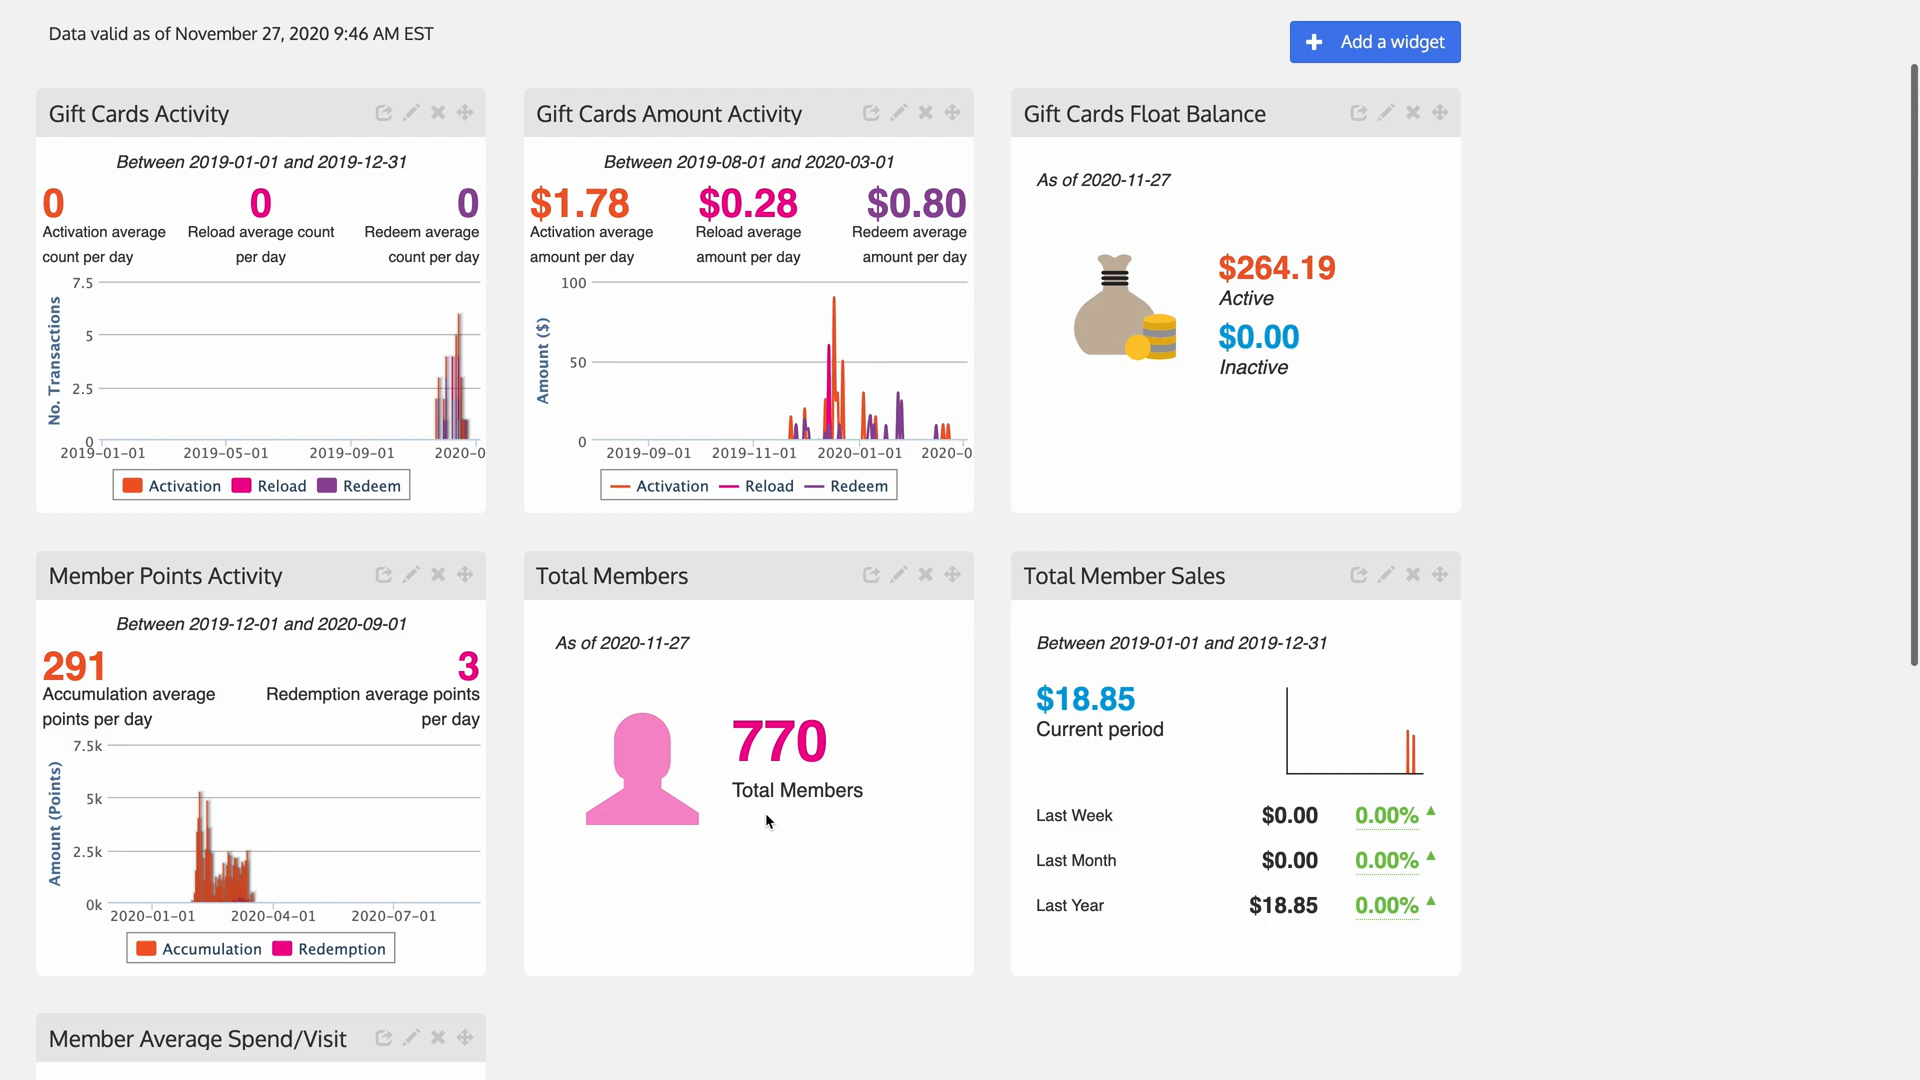 Data valid as of November 27, 2020 9:46 AM EST
Add a widget
Gift Cards Activity
Between 2019-01-01 and 2019-12-31
0
0
0
Activation average
count per day
Reload average count
per day
Redeem average
count per day
No. Transactions
7.5
5
2.5
0
2019-01-01
2019-05-01
2019-09-01
2020-0
Activation
Reload
Redeem
Gift Cards Amount Activity
Between 2019-08-01 and 2020-03-01
$1.78
$0.28
$0.80
Activation average
amount per day
Reload average
amount per day
Redeem average
amount per day
Amount ($)
100
50
0
2019-09-01
2019-11-01
2020-01-01
2020-0
Activation
Reload
Redeem
Gift Cards Float Balance
As of 2020-11-27
$264.19
Active
$0.00
Inactive
Member Points Activity
Between 2019-12-01 and 2020-09-01
291
3
Accumulation average
points per day
Redemption average points
per day
Amount (Points)
7.5k
5k
2.5k
0k
2020-01-01
2020-04-01
2020-07-01
Accumulation
Redemption
Total Members
As of 2020-11-27
770
Total Members
Total Member Sales
Between 2019-01-01 and 2019-12-31
$18.85
Current period
Last Week $0.00 0.00%
Last Month $0.00 0.00%
Last Year $18.85 0.00%
Member Average Spend/Visit